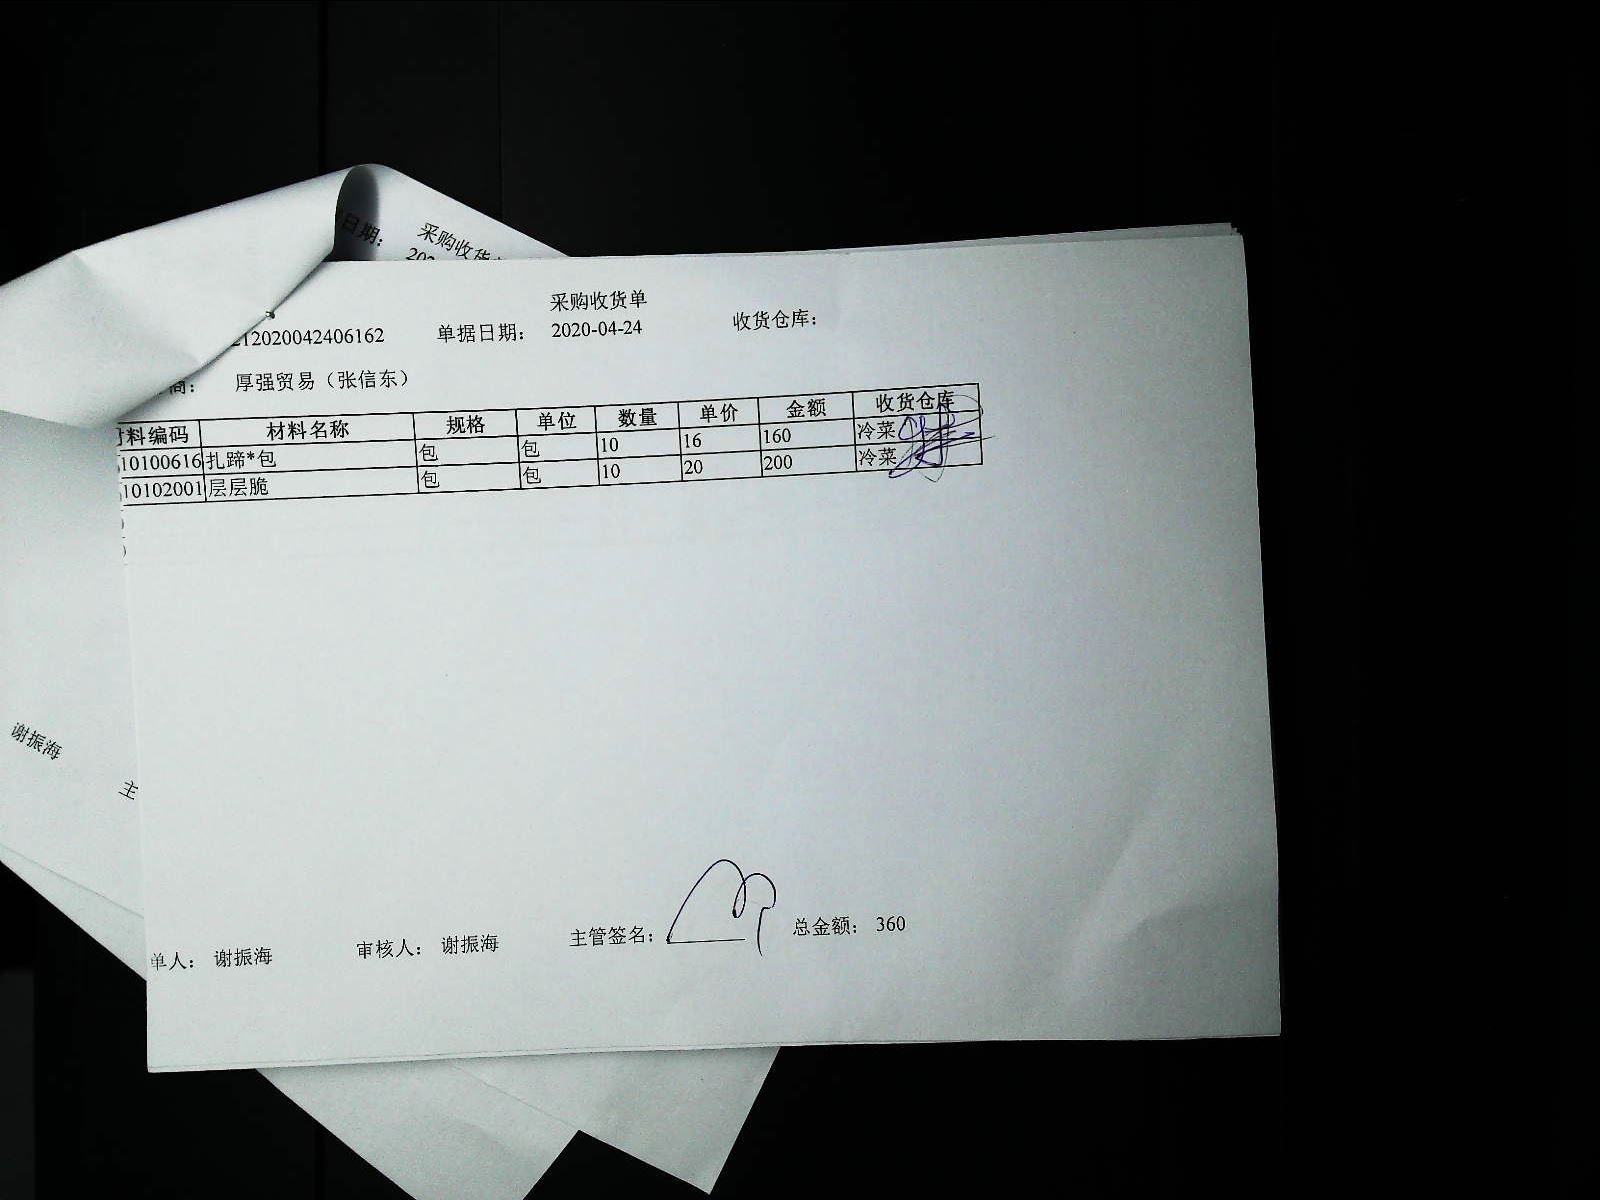 日期：
采购收货
202
采购收货单
212020042406162 单据日期： 2020-04-24 收货仓库：
商： 厚强贸易（张信东）
材料编码 材料名称 规格 单位 数量 单价 金额 收货仓库
10100616 扎蹄*包 包 包 10 16 160 冷菜
10102001 层层脆 包 包 10 20 200 冷菜
谢振海
主
单人： 谢振海 审核人： 谢振海 主管签名： 总金额： 360